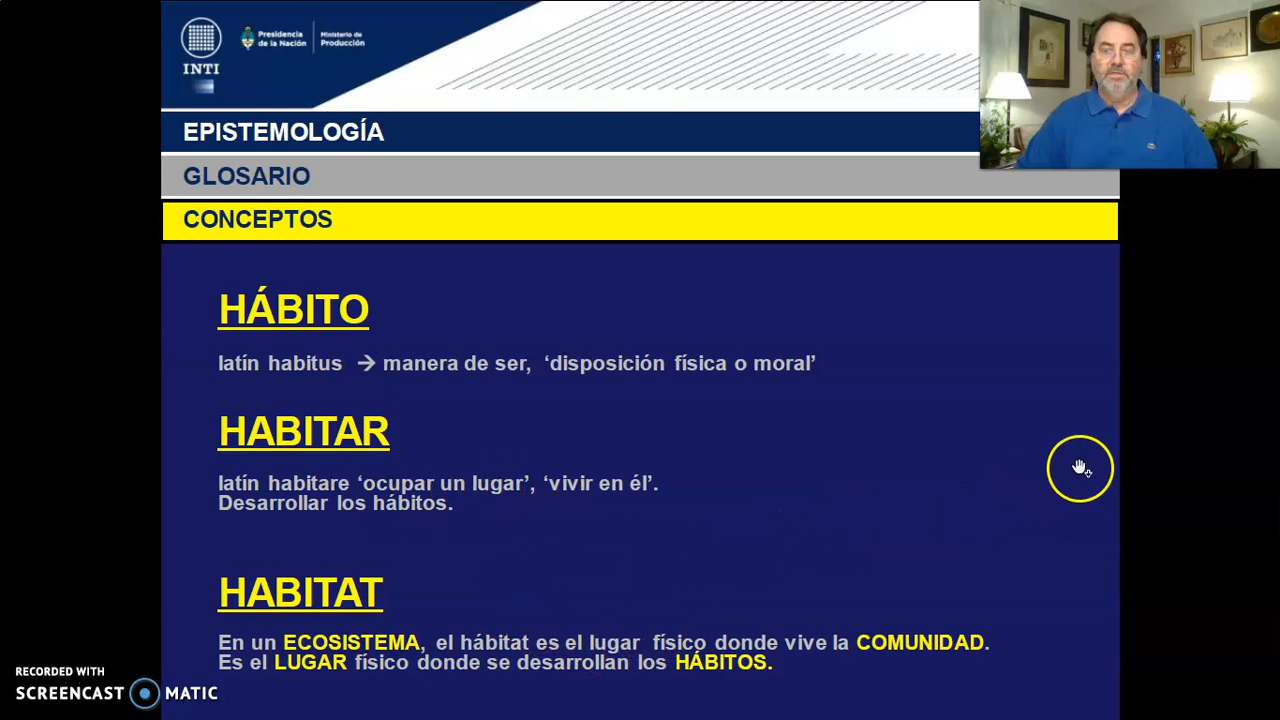 INTI
Presidencia
de la Nación
Ministerio de
Producción
EPISTEMOLOGÍA
GLOSARIO
CONCEPTOS
HÁBITO
latín habitus → manera de ser, ‘disposición física o moral’
HABITAR
latín habitare ‘ocupar un lugar’, ‘vivir en él’.
Desarrollar los hábitos.
HABITAT
En un ECOSISTEMA, el hábitat es el lugar físico donde vive la COMUNIDAD.
Es el LUGAR físico donde se desarrollan los HÁBITOS.
RECORDED WITH
SCREENCAST MATIC